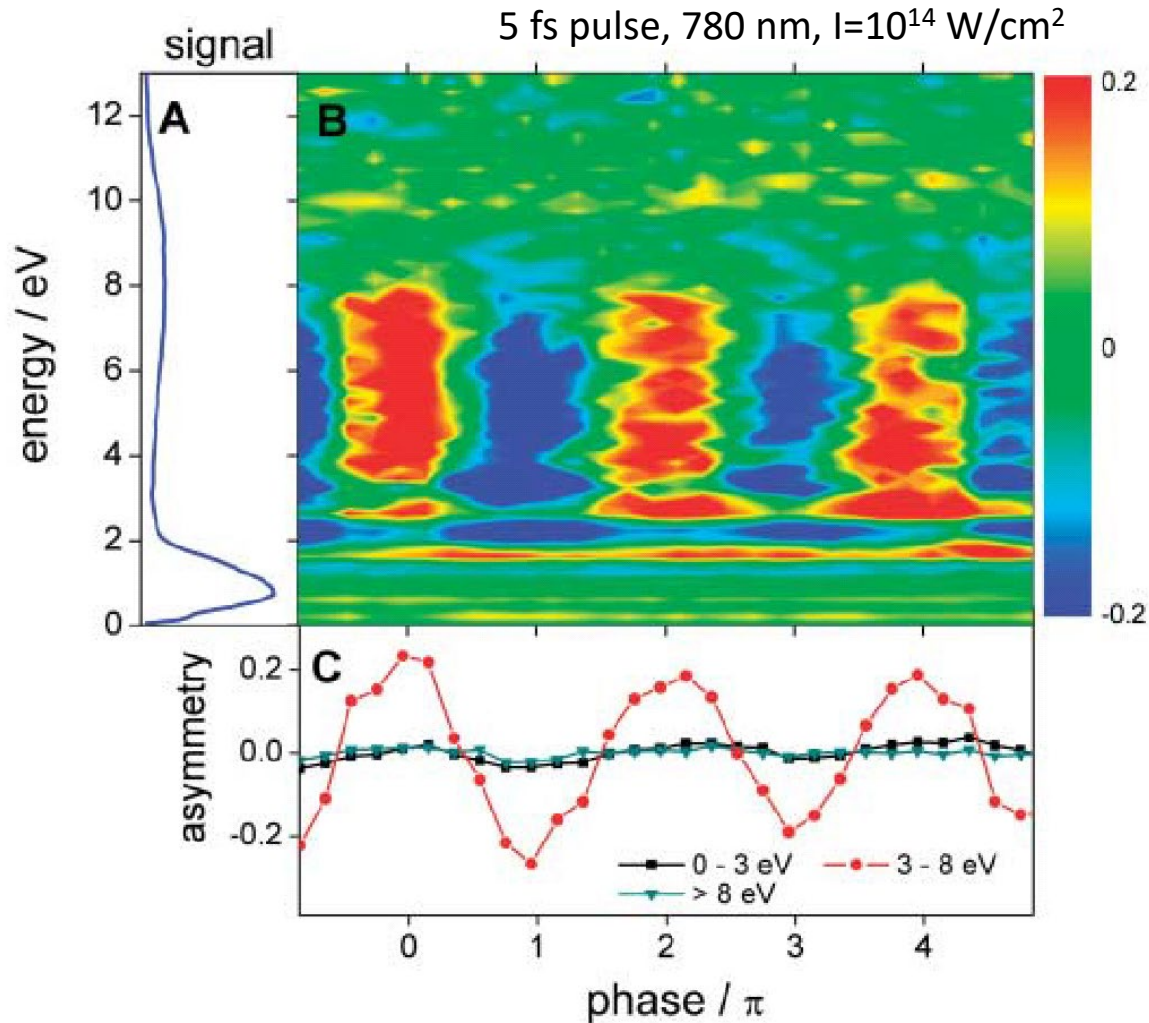 5 fs pulse, 780 nm, I=10¹⁴ W/cm²
signal
A
B
12
10
8
6
4
2
0
energy / eV
0.2
0
-0.2
C
asymmetry
0.2
0.0
-0.2
0 - 3 eV
3 - 8 eV
> 8 eV
0
1
2
3
4
phase / π